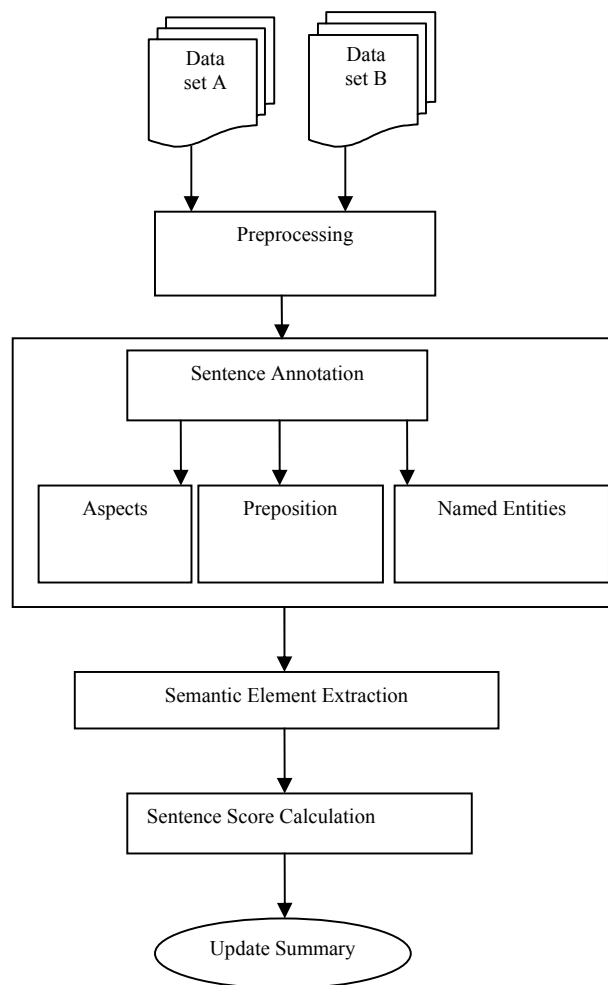 Data
set A
Data
set B
Preprocessing
Sentence Annotation
Aspects
Preposition
Named Entities
Semantic Element Extraction
Sentence Score Calculation
Update Summary